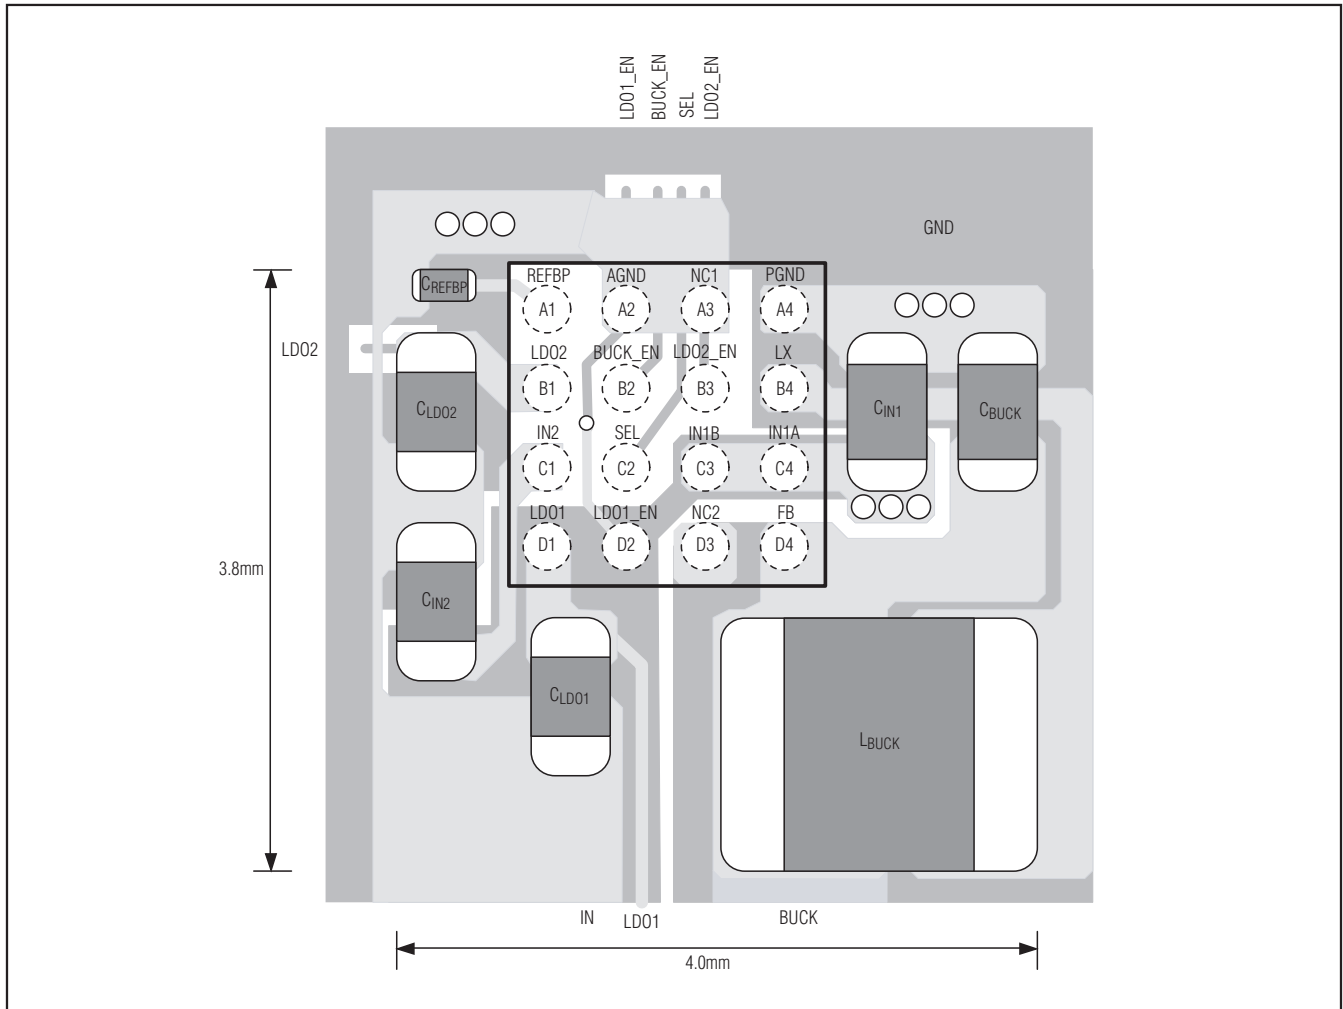 LDO1_EN
BUCK_EN
SEL
LDO2_EN
GND
CREFBP
REFBP
AGND
NC1
PGND
A1
A2
A3
A4
LDO2
LDO2
BUCK_EN
LDO2_EN
LX
B1
B2
B3
B4
CLDO2
CIN1
CBUCK
IN2
SEL
IN1B
IN1A
C1
C2
C3
C4
LDO1
LDO1_EN
NC2
FB
D1
D2
D3
D4
3.8mm
CIN2
CLDO1
LBUCK
IN
LDO1
BUCK
4.0mm